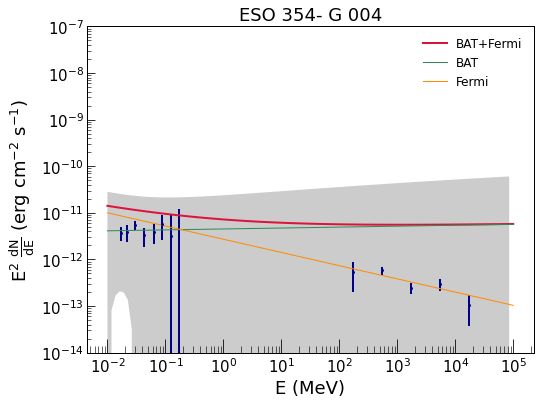 ESO 354- G 004
E² dN/dE (erg cm⁻² s⁻¹)
10⁻⁷
10⁻⁸
10⁻⁹
10⁻¹⁰
10⁻¹¹
10⁻¹²
10⁻¹³
10⁻¹⁴
BAT+Fermi
BAT
Fermi
10⁻² 10⁻¹ 10⁰ 10¹ 10² 10³ 10⁴ 10⁵
E (MeV)